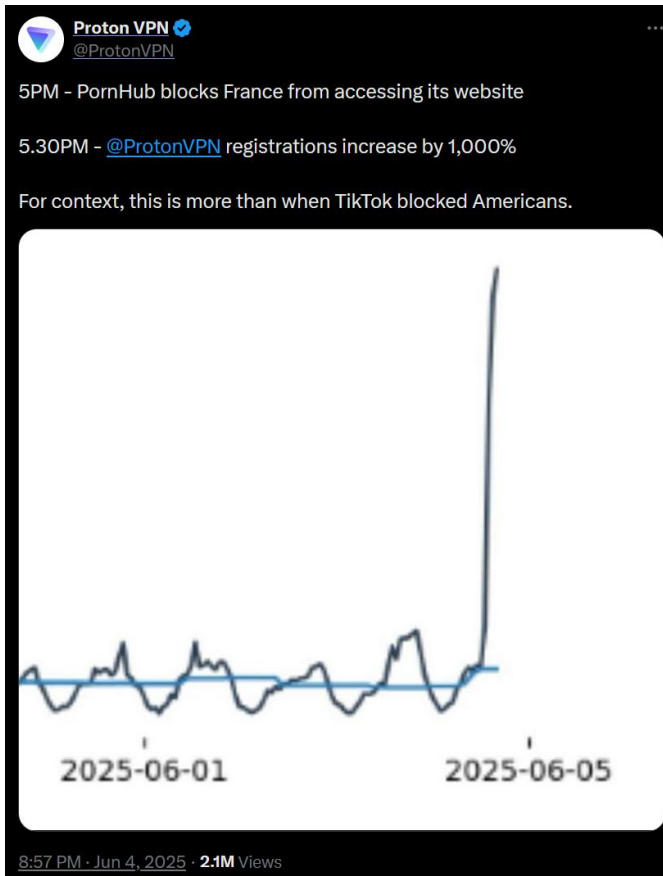 Proton VPN
@ProtonVPN
5PM - PornHub blocks France from accessing its website
5.30PM - @ProtonVPN registrations increase by 1,000%
For context, this is more than when TikTok blocked Americans.
2025-06-01 2025-06-05
8:57 PM · Jun 4, 2025 · 2.1M Views